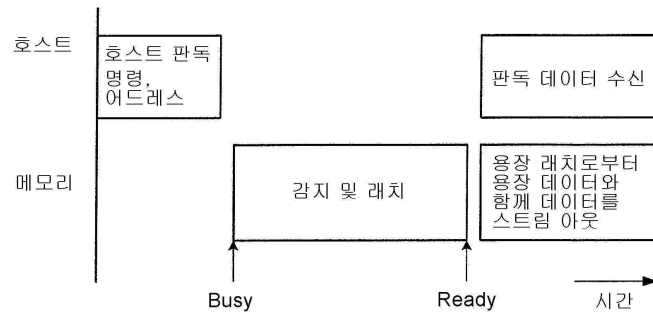 호스트
호스트 판독
명령,
어드레스
판독 데이터 수신
메모리
감지 및 래치
용장 래치로부터
용장 데이터와
함께 데이터를
스트림 아웃
Busy
Ready
시간